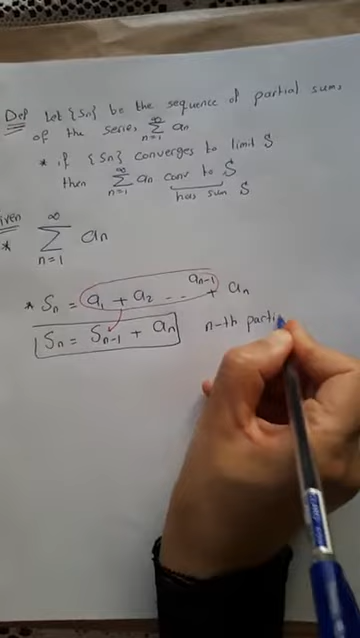 Def Let {Sn} be the sequence of partial sums
of the series ∞ Σ n=1 an
* if {Sn} converges to limit S
then ∞ Σ n=1 an conv to S
has sum S
* ∞ Σ n=1 an
* Sn = a1 + a2 ... an-1 + an
Sn = Sn-1 + an n-th parti